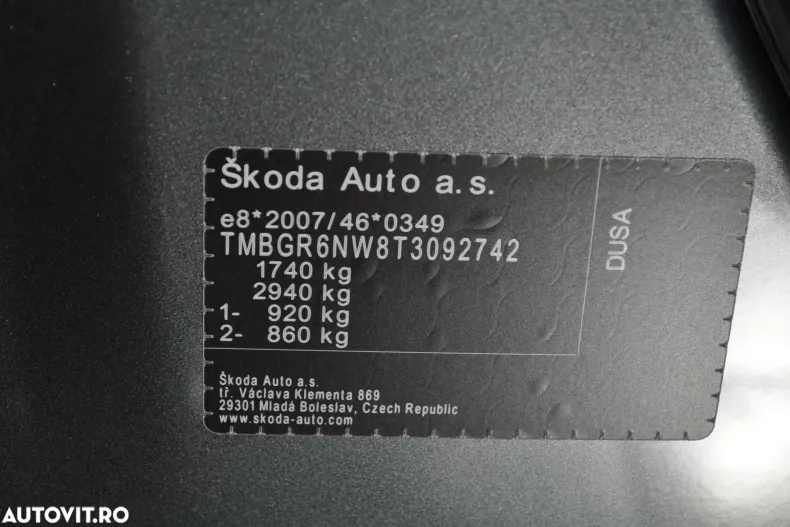 Škoda Auto a.s.
e8*2007/46*0349
TMBGR6NW8T3092742
1740 kg
2940 kg
1- 920 kg
2- 860 kg
DUSA
Škoda Auto a.s.
tř. Václava Klementa 869
29301 Mladá Boleslav, Czech Republic
www.skoda-auto.com
AUTOVIT.RO